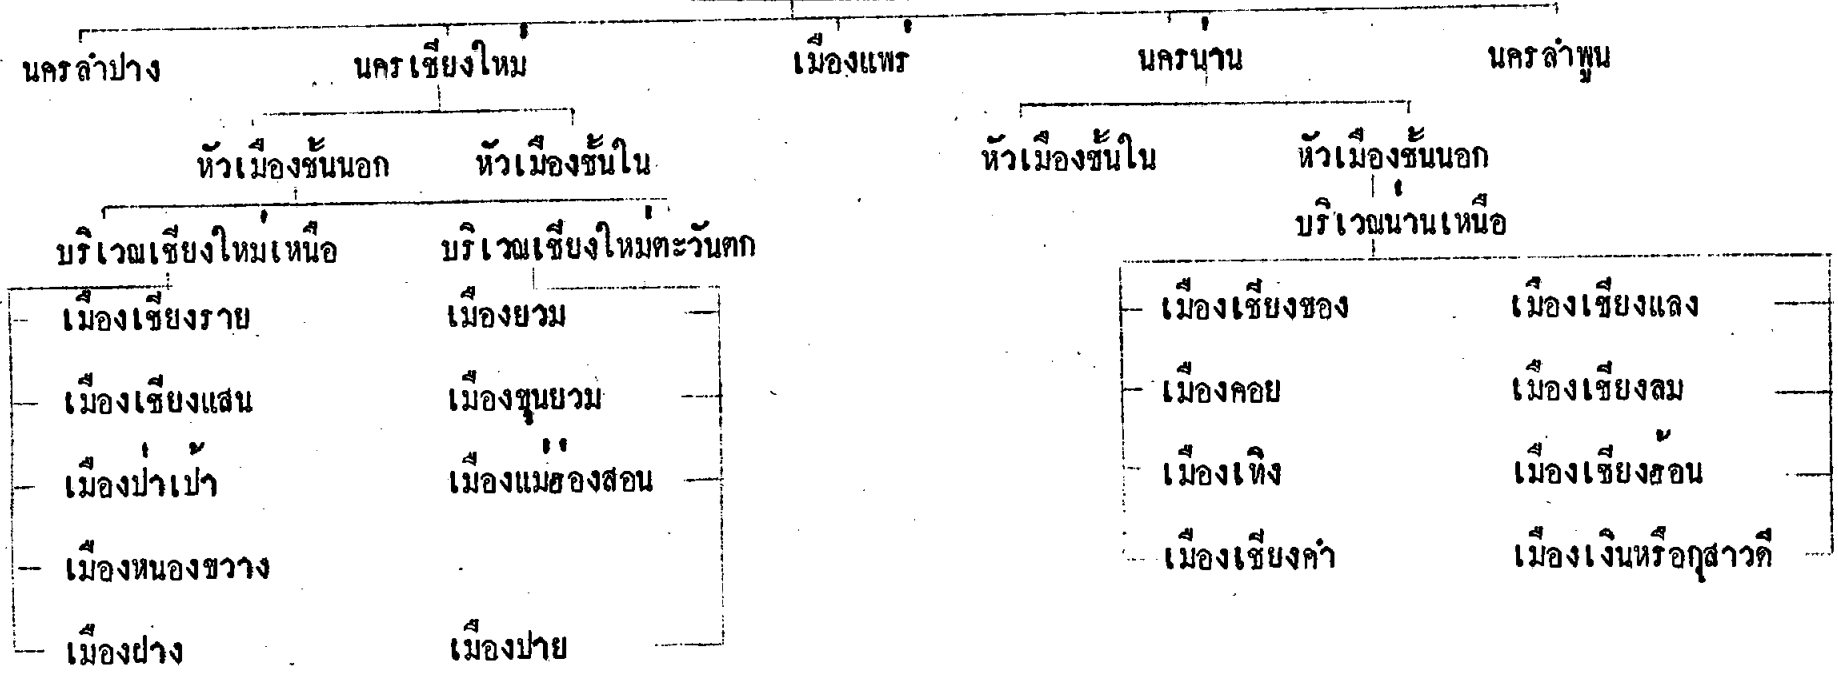 นครลำปาง นครเชียงใหม่ เมืองแพร่ นครน่าน นครลำพูน
หัวเมืองชั้นนอก หัวเมืองชั้นใน หัวเมืองชั้นใน หัวเมืองชั้นนอก
บริเวณเชียงใหม่เหนือ บริเวณเชียงใหม่ตะวันตก บริเวณน่านเหนือ
เมืองเชียงราย เมืองยวม เมืองเชียงของ เมืองเชียงแลง
เมืองเชียงแสน เมืองขุนยวม เมืองคอย เมืองเชียงลม
เมืองป่าเป้า เมืองแม่ฮ่องสอน เมืองเทิง เมืองเชียงฮ้อน
เมืองหนองขวาง เมืองเชียงคำ เมืองเงินหรือกุสาวดี
เมืองฝาง เมืองปาย